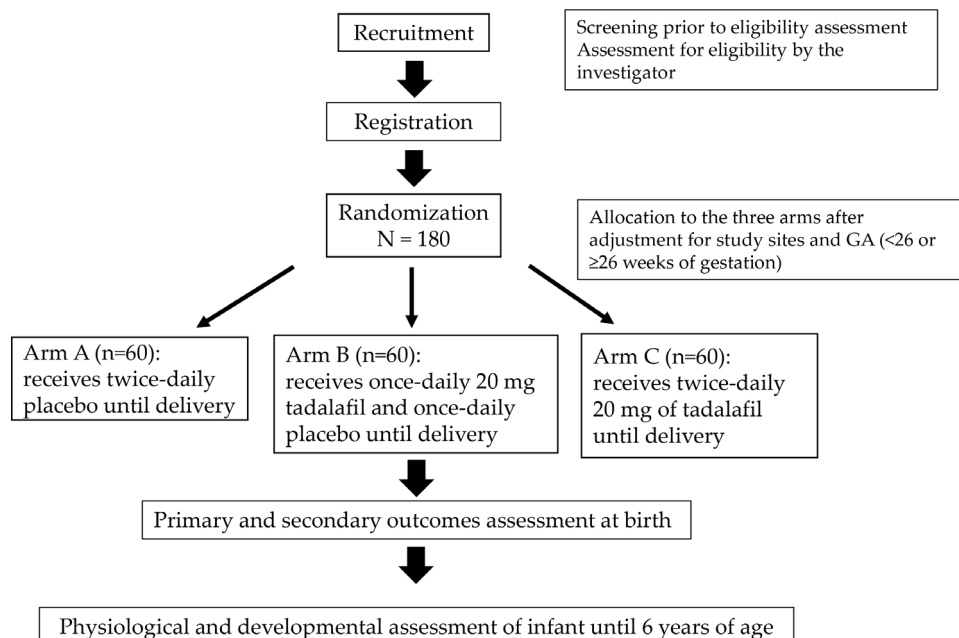 Recruitment
Screening prior to eligibility assessment
Assessment for eligibility by the
investigator
Registration
Randomization
N = 180
Allocation to the three arms after
adjustment for study sites and GA (<26 or
≥26 weeks of gestation)
Arm A (n=60):
receives twice-daily
placebo until delivery
Arm B (n=60):
receives once-daily 20 mg
tadalafil and once-daily
placebo until delivery
Arm C (n=60):
receives twice-daily
20 mg of tadalafil
until delivery
Primary and secondary outcomes assessment at birth
Physiological and developmental assessment of infant until 6 years of age